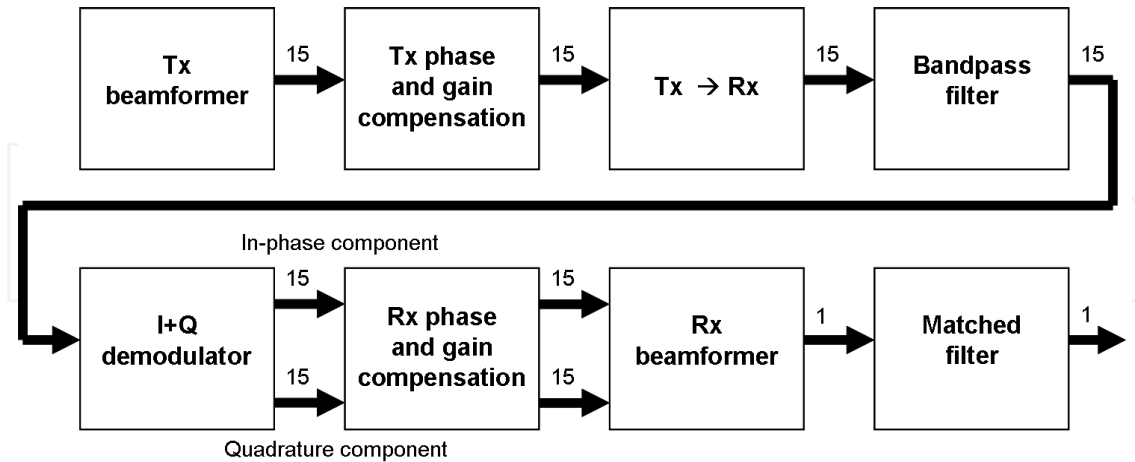 Tx
beamformer
15
Tx phase
and gain
compensation
15
Tx → Rx
15
Bandpass
filter
15
In-phase component
I+Q
demodulator
15
15
Rx phase
and gain
compensation
15
15
Rx
beamformer
1
Matched
filter
1
Quadrature component